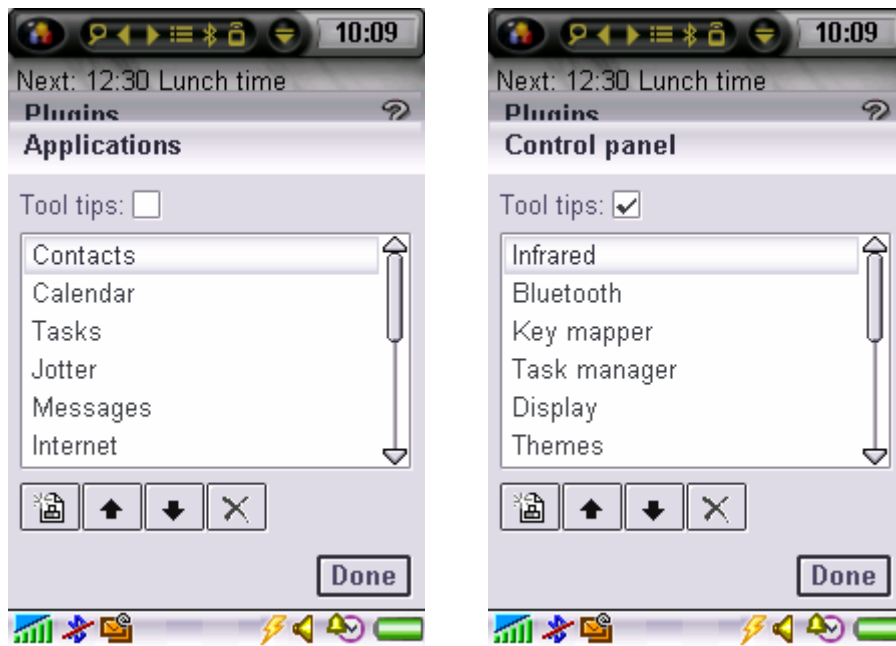 10:09
Next: 12:30 Lunch time
Plugins
Applications
Tool tips:
Contacts
Calendar
Tasks
Jotter
Messages
Internet
Done
10:09
Next: 12:30 Lunch time
Plugins
Control panel
Tool tips:
Infrared
Bluetooth
Key mapper
Task manager
Display
Themes
Done